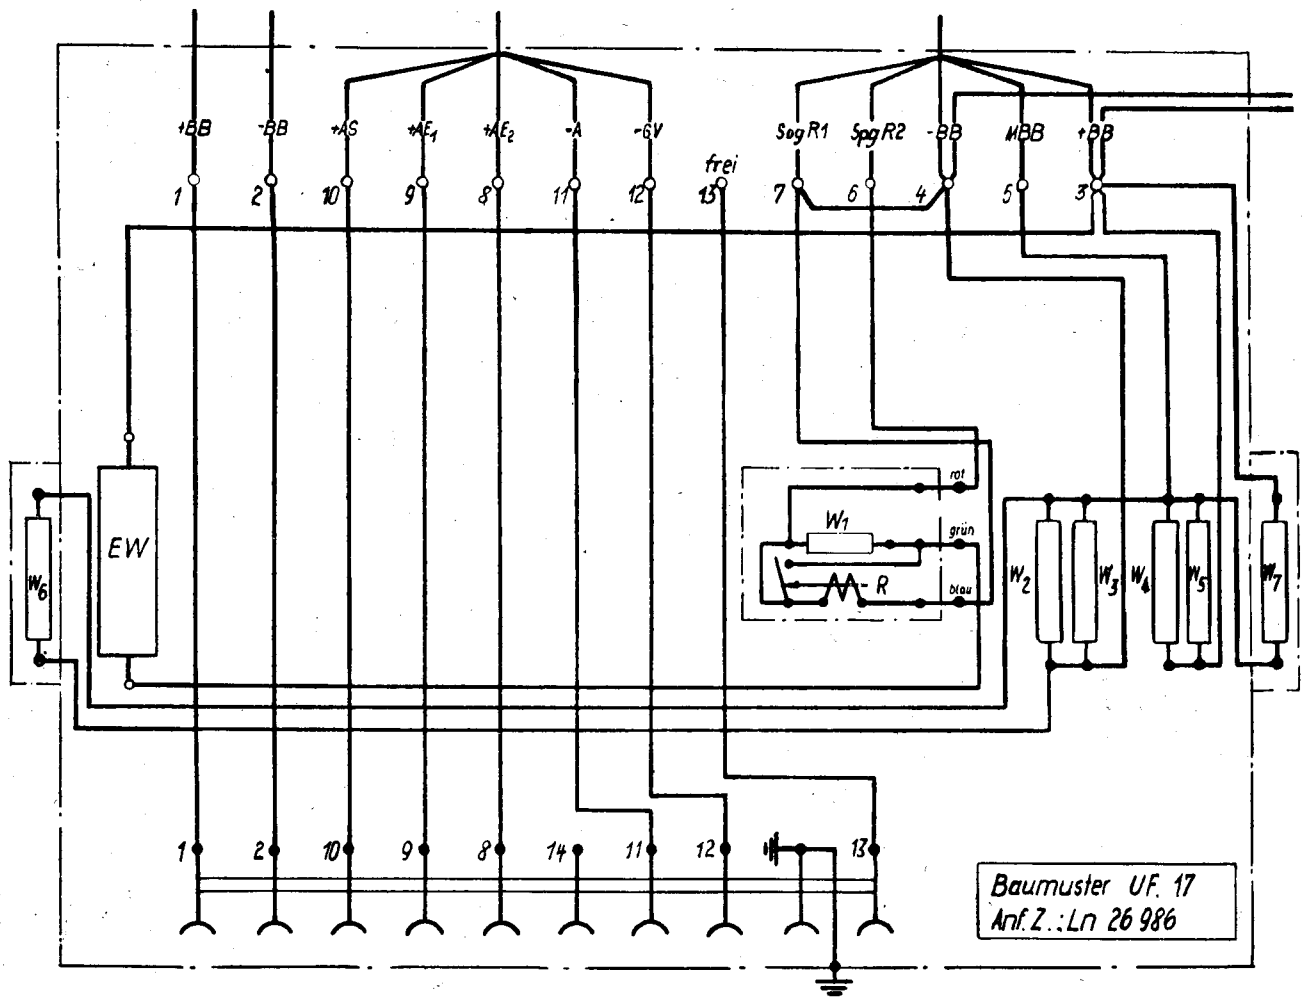 +BB -BB +AS +AE1 +AE2 -A -GV Sog R1 Spg R2 -BB MBB +BB
frei
1 2 10 9 8 11 12 13 7 6 4 5 3
rot
W1 grün
EW
W6 R blau W2 W3 W4 W5 W7
1 2 10 9 8 14 11 12 13
Baumuster UF. 17
Anf. Z.: Ln 26 986